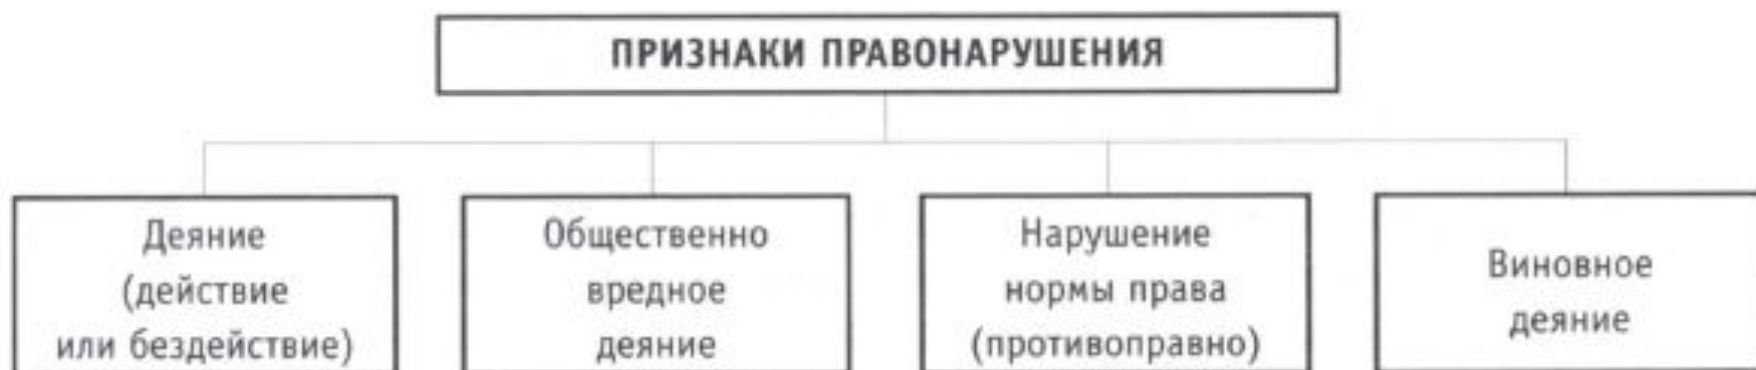 ПРИЗНАКИ ПРАВОНАРУШЕНИЯ
Деяние
(действие
или бездействие)
Общественно
вредное
деяние
Нарушение
нормы права
(противоправно)
Виновное
деяние